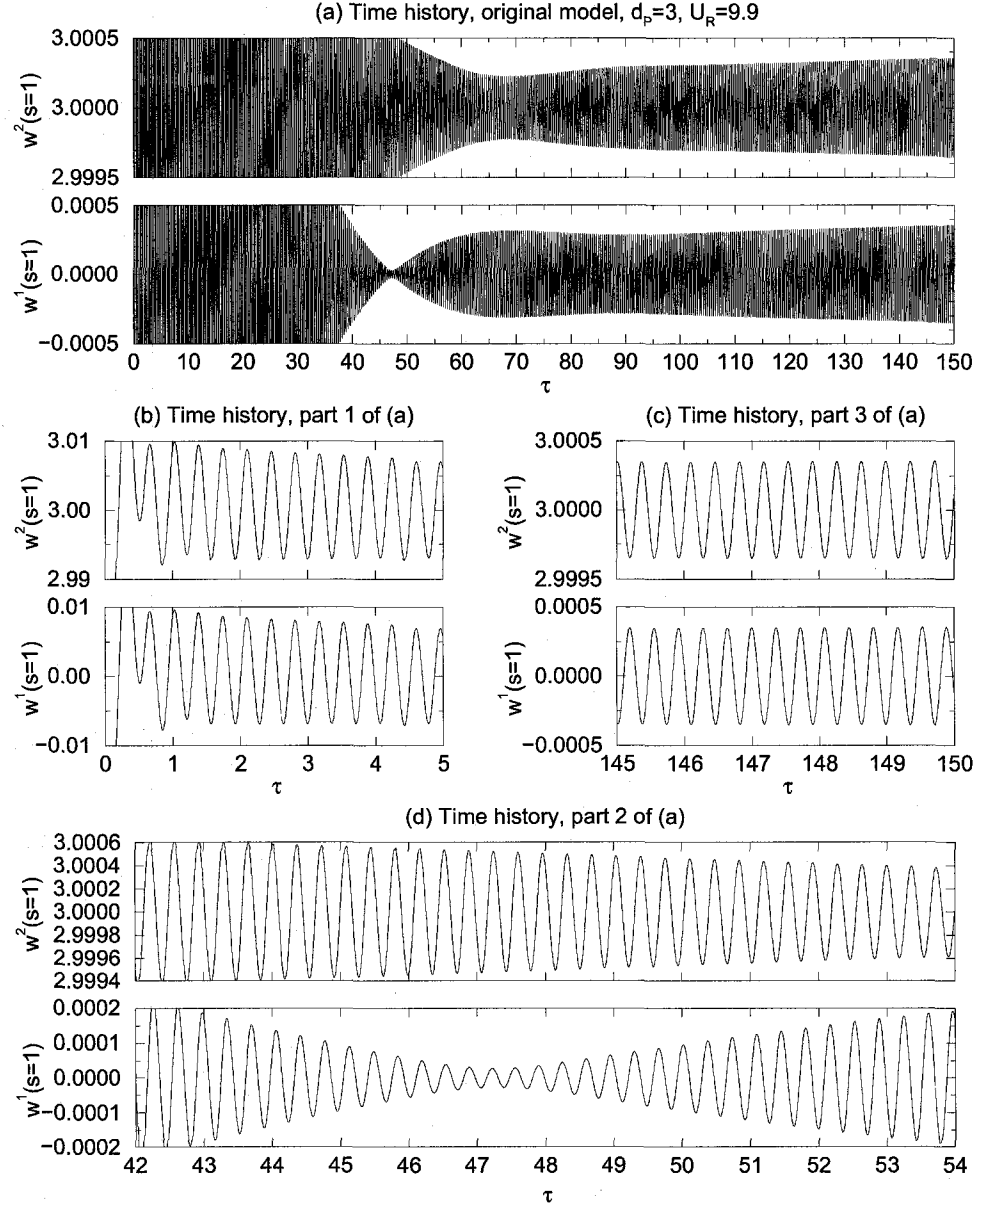 (a) Time history, original model, d_P=3, U_R=9.9
3.0005
3.0000
2.9995
w²(s=1)
0.0005
0.0000
−0.0005
w¹(s=1)
0 10 20 30 40 50 60 70 80 90 100 110 120 130 140 150
τ
(b) Time history, part 1 of (a)
3.01
3.00
2.99
w²(s=1)
0.01
0.00
−0.01
w¹(s=1)
0 1 2 3 4 5
τ
(c) Time history, part 3 of (a)
3.0005
3.0000
2.9995
w²(s=1)
0.0005
0.0000
−0.0005
w¹(s=1)
145 146 147 148 149 150
τ
(d) Time history, part 2 of (a)
3.0006
3.0004
3.0002
3.0000
2.9998
2.9996
2.9994
w²(s=1)
0.0002
0.0001
0.0000
−0.0001
−0.0002
w¹(s=1)
42 43 44 45 46 47 48 49 50 51 52 53 54
τ